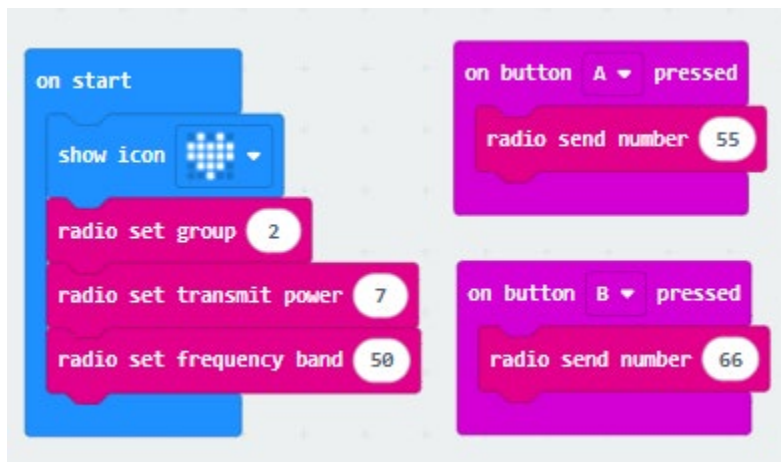 on start
show icon
radio set group 2
radio set transmit power 7
radio set frequency band 50
on button A pressed
radio send number 55
on button B pressed
radio send number 66